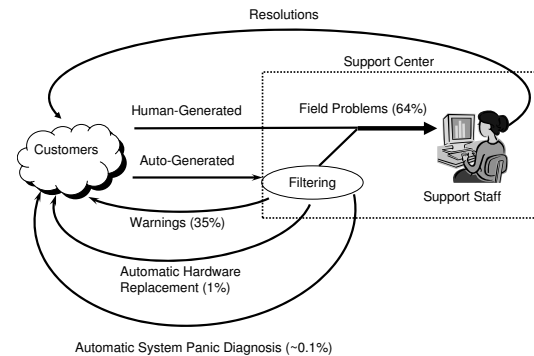 Resolutions
Support Center
Human-Generated
Field Problems (64%)
Customers
Auto-Generated
Filtering
Support Staff
Warnings (35%)
Automatic Hardware
Replacement (1%)
Automatic System Panic Diagnosis (~0.1%)